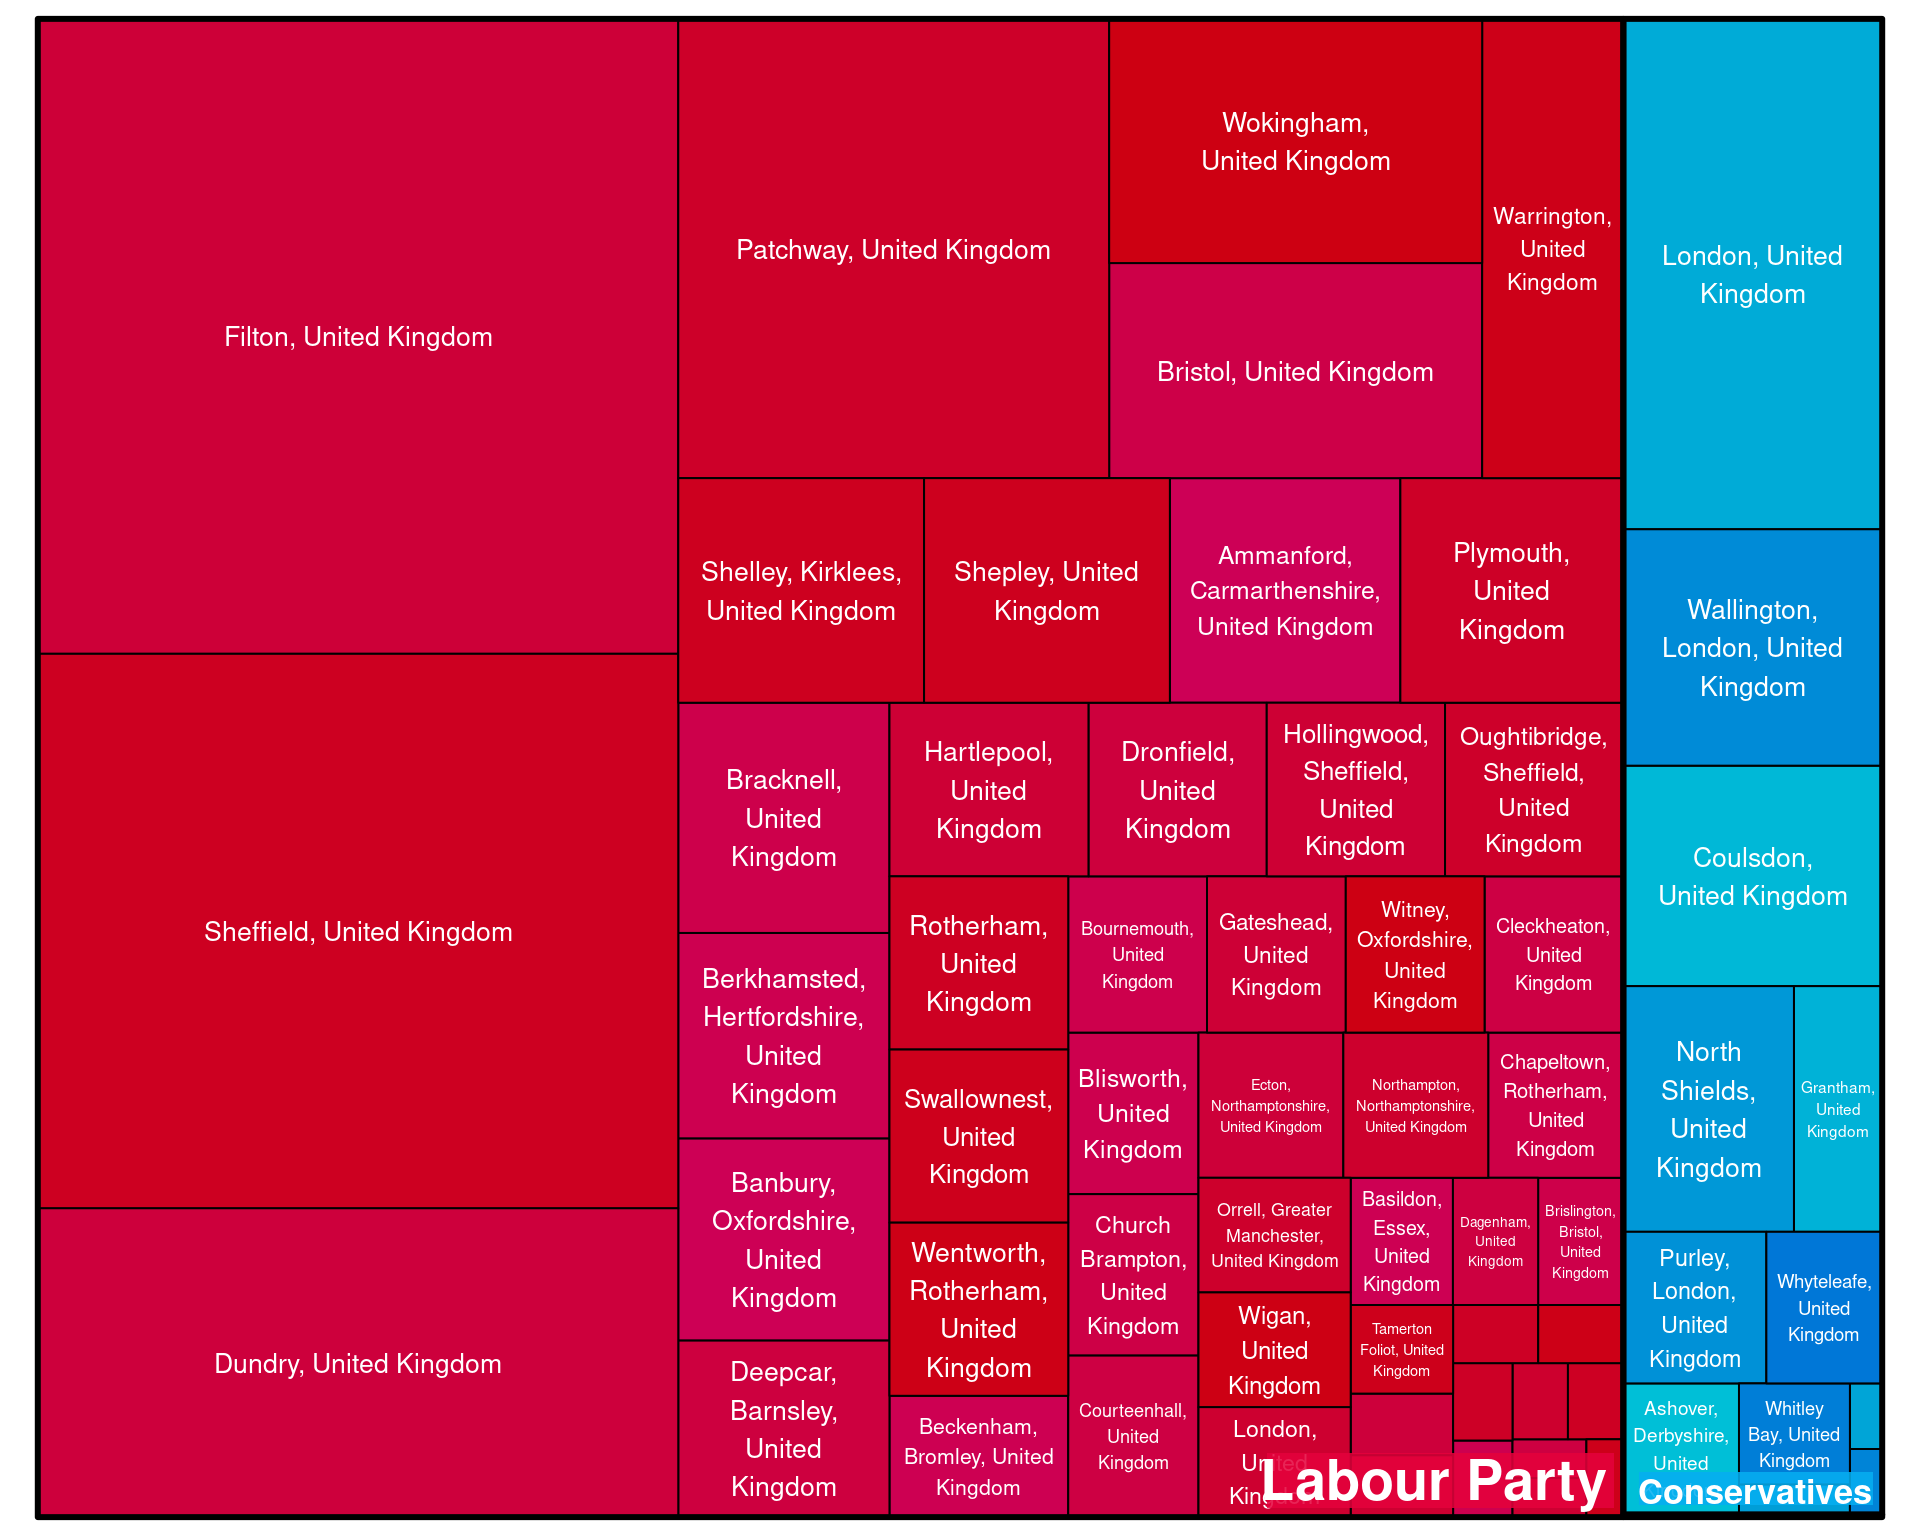 Filton, United Kingdom
Sheffield, United Kingdom
Dundry, United Kingdom
Patchway, United Kingdom
Wokingham,
United Kingdom
Bristol, United Kingdom
Warrington,
United
Kingdom
Shelley, Kirklees,
United Kingdom
Shepley, United
Kingdom
Ammanford,
Carmarthenshire,
United Kingdom
Plymouth,
United
Kingdom
Bracknell,
United
Kingdom
Berkhamsted,
Hertfordshire,
United
Kingdom
Banbury,
Oxfordshire,
United
Kingdom
Deepcar,
Barnsley,
United
Kingdom
Hartlepool,
United
Kingdom
Dronfield,
United
Kingdom
Hollingwood,
Sheffield,
United
Kingdom
Oughtibridge,
Sheffield,
United
Kingdom
Rotherham,
United
Kingdom
Swallownest,
United
Kingdom
Wentworth,
Rotherham,
United
Kingdom
Beckenham,
Bromley, United
Kingdom
Bournemouth,
United
Kingdom
Gateshead,
United
Kingdom
Witney,
Oxfordshire,
United
Kingdom
Cleckheaton,
United
Kingdom
Blisworth,
United
Kingdom
Church
Brampton,
United
Kingdom
Courteenhall,
United
Kingdom
Ecton,
Northamptonshire,
United Kingdom
Northampton,
Northamptonshire,
United Kingdom
Chapeltown,
Rotherham,
United
Kingdom
Orrell, Greater
Manchester,
United Kingdom
Wigan,
United
Kingdom
London,
United
Kingdom
Basildon,
Essex,
United
Kingdom
Dagenham,
United
Kingdom
Brislington,
Bristol,
United
Kingdom
Tamerton
Foliot, United
Kingdom
Labour Party
London, United
Kingdom
Wallington,
London, United
Kingdom
Coulsdon,
United Kingdom
North
Shields,
United
Kingdom
Grantham,
United
Kingdom
Purley,
London,
United
Kingdom
Whyteleafe,
United
Kingdom
Ashover,
Derbyshire,
United
Whitley
Bay, United
Kingdom
Conservatives